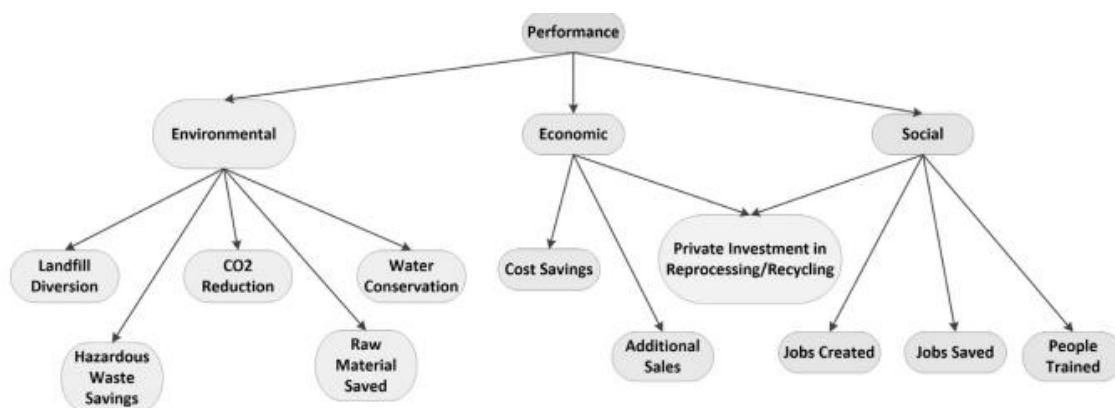 Performance
Environmental
Economic
Social
Landfill
Diversion
CO2
Reduction
Water
Conservation
Cost Savings
Private Investment in
Reprocessing/Recycling
Hazardous
Waste
Savings
Raw
Material
Saved
Additional
Sales
Jobs Created
Jobs Saved
People
Trained